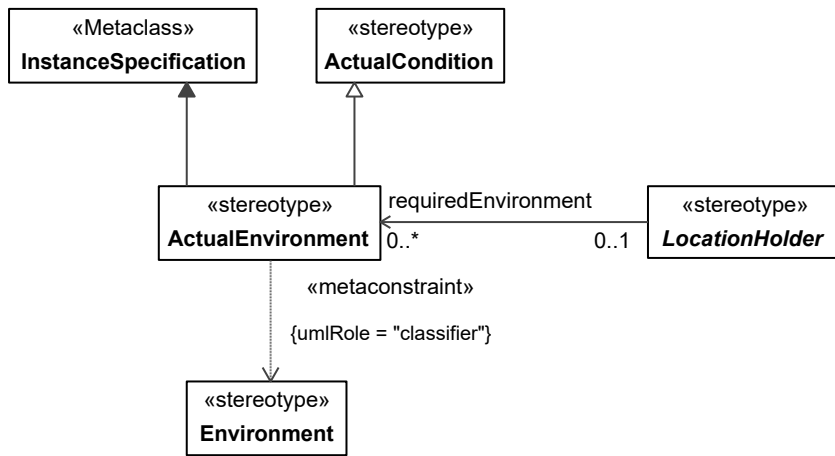 «Metaclass»
InstanceSpecification
«stereotype»
ActualCondition
«stereotype»
ActualEnvironment
requiredEnvironment
0..*
0..1
«stereotype»
LocationHolder
«metaconstraint»
{umlRole = "classifier"}
«stereotype»
Environment